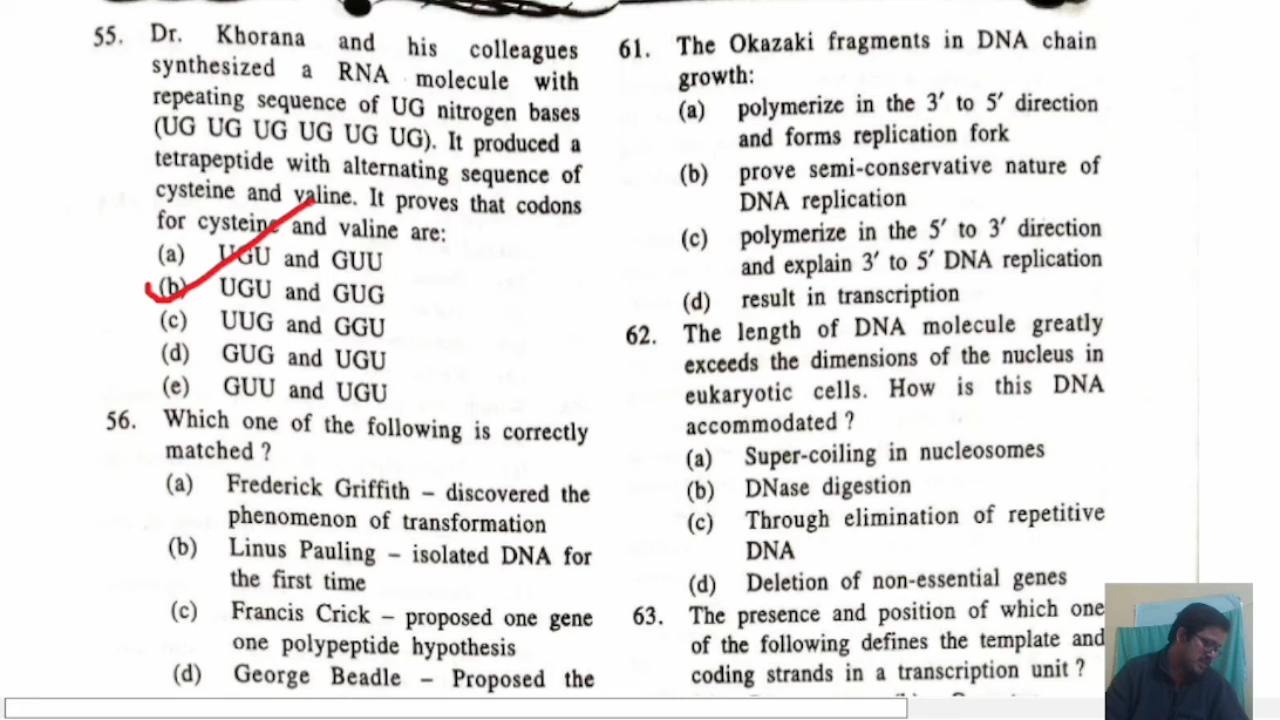 55. Dr. Khorana and his colleagues
synthesized a RNA molecule with
repeating sequence of UG nitrogen bases
(UG UG UG UG UG UG). It produced a
tetrapeptide with alternating sequence of
cysteine and valine. It proves that codons
for cysteine and valine are:
(a) UGU and GUU
(b) UGU and GUG
(c) UUG and GGU
(d) GUG and UGU
(e) GUU and UGU
56. Which one of the following is correctly
matched ?
(a) Frederick Griffith – discovered the
phenomenon of transformation
(b) Linus Pauling – isolated DNA for
the first time
(c) Francis Crick – proposed one gene
one polypeptide hypothesis
(d) George Beadle – Proposed the
61. The Okazaki fragments in DNA chain
growth:
(a) polymerize in the 3′ to 5′ direction
and forms replication fork
(b) prove semi-conservative nature of
DNA replication
(c) polymerize in the 5′ to 3′ direction
and explain 3′ to 5′ DNA replication
(d) result in transcription
62. The length of DNA molecule greatly
exceeds the dimensions of the nucleus in
eukaryotic cells. How is this DNA
accommodated ?
(a) Super-coiling in nucleosomes
(b) DNase digestion
(c) Through elimination of repetitive
DNA
(d) Deletion of non-essential genes
63. The presence and position of which one
of the following defines the template and
coding strands in a transcription unit ?